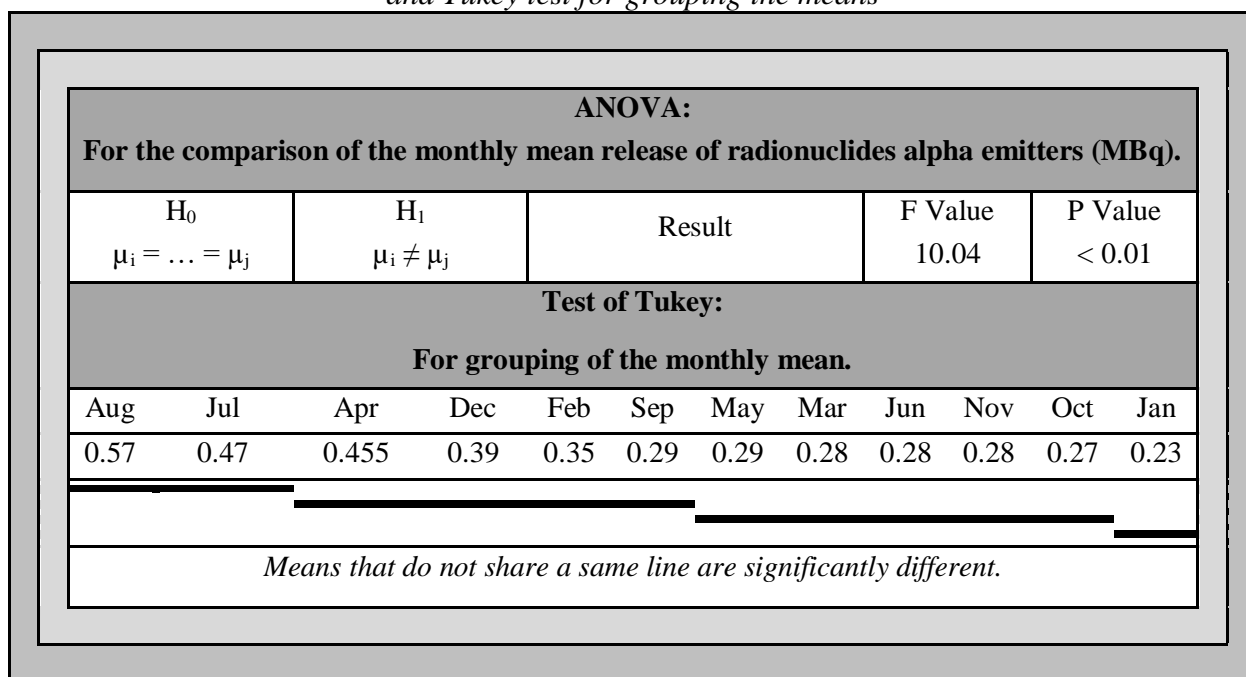 and Tukey test for grouping the means
ANOVA:
For the comparison of the monthly mean release of radionuclides alpha emitters (MBq).
H₀ H₁ Result F Value P Value
μᵢ = … = μⱼ μᵢ ≠ μⱼ 10.04 < 0.01
Test of Tukey:
For grouping of the monthly mean.
Aug Jul Apr Dec Feb Sep May Mar Jun Nov Oct Jan
0.57 0.47 0.455 0.39 0.35 0.29 0.29 0.28 0.28 0.28 0.27 0.23
Means that do not share a same line are significantly different.